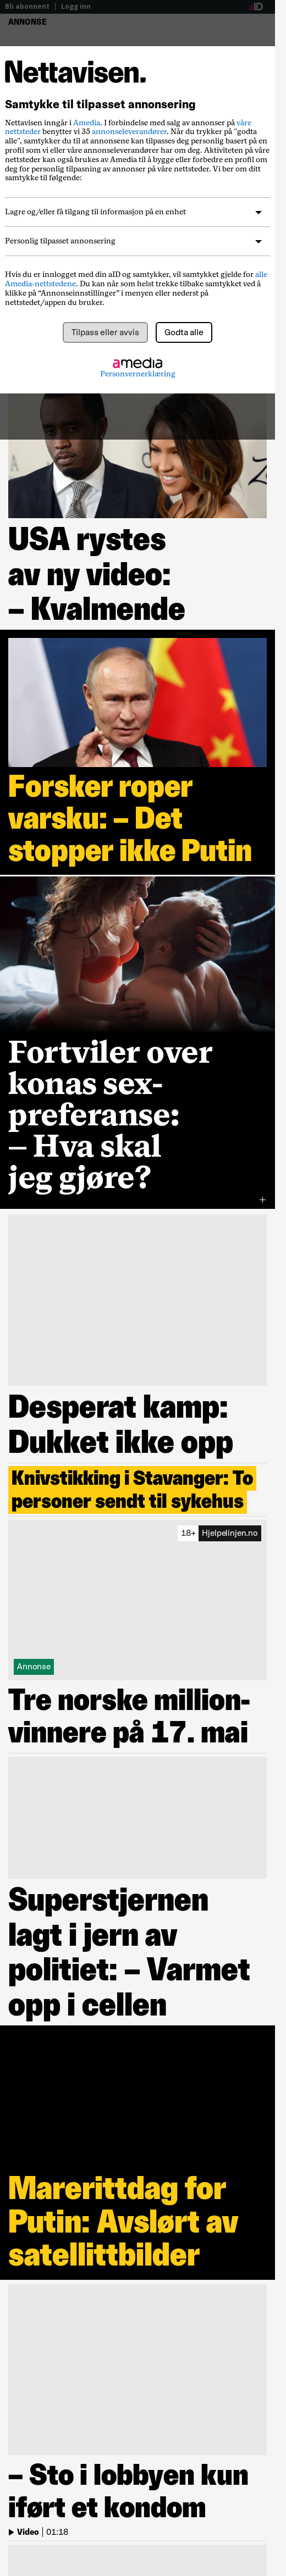 Bli abonnent | Logg inn
aID
ANNONSE
Nettavisen.
Samtykke til tilpasset annonsering
Nettavisen inngår i Amedia. I forbindelse med salg av annonser på våre
nettsteder benytter vi 35 annonseleverandører. Når du trykker på "godta
alle", samtykker du til at annonsene kan tilpasses deg personlig basert på en
profil som vi eller våre annonseleverandører har om deg. Aktiviteten på våre
nettsteder kan også brukes av Amedia til å bygge eller forbedre en profil om
deg for personlig tilpasning av annonser på våre nettsteder. Vi ber om ditt
samtykke til følgende:
Lagre og/eller få tilgang til informasjon på en enhet
Personlig tilpasset annonsering
Hvis du er innlogget med din aID og samtykker, vil samtykket gjelde for alle
Amedia-nettstedene. Du kan når som helst trekke tilbake samtykket ved å
klikke på “Annonseinnstillinger” i menyen eller nederst på
nettstedet/appen du bruker.
Tilpass eller avvis
Godta alle
amedia
Personvernerklæring
USA rystes
av ny video:
– Kvalmende
Forsker roper
varsku: – Det
stopper ikke Putin
Fortviler over
konas sex-
preferanse:
– Hva skal
jeg gjøre?
Desperat kamp:
Dukket ikke opp
Knivstikking i Stavanger: To
personer sendt til sykehus
18+ Hjelpelinjen.no
Annonse
Tre norske million-
vinnere på 17. mai
Superstjernen
lagt i jern av
politiet: – Varmet
opp i cellen
Marerittdag for
Putin: Avslørt av
satellittbilder
– Sto i lobbyen kun
iført et kondom
Video | 01:18